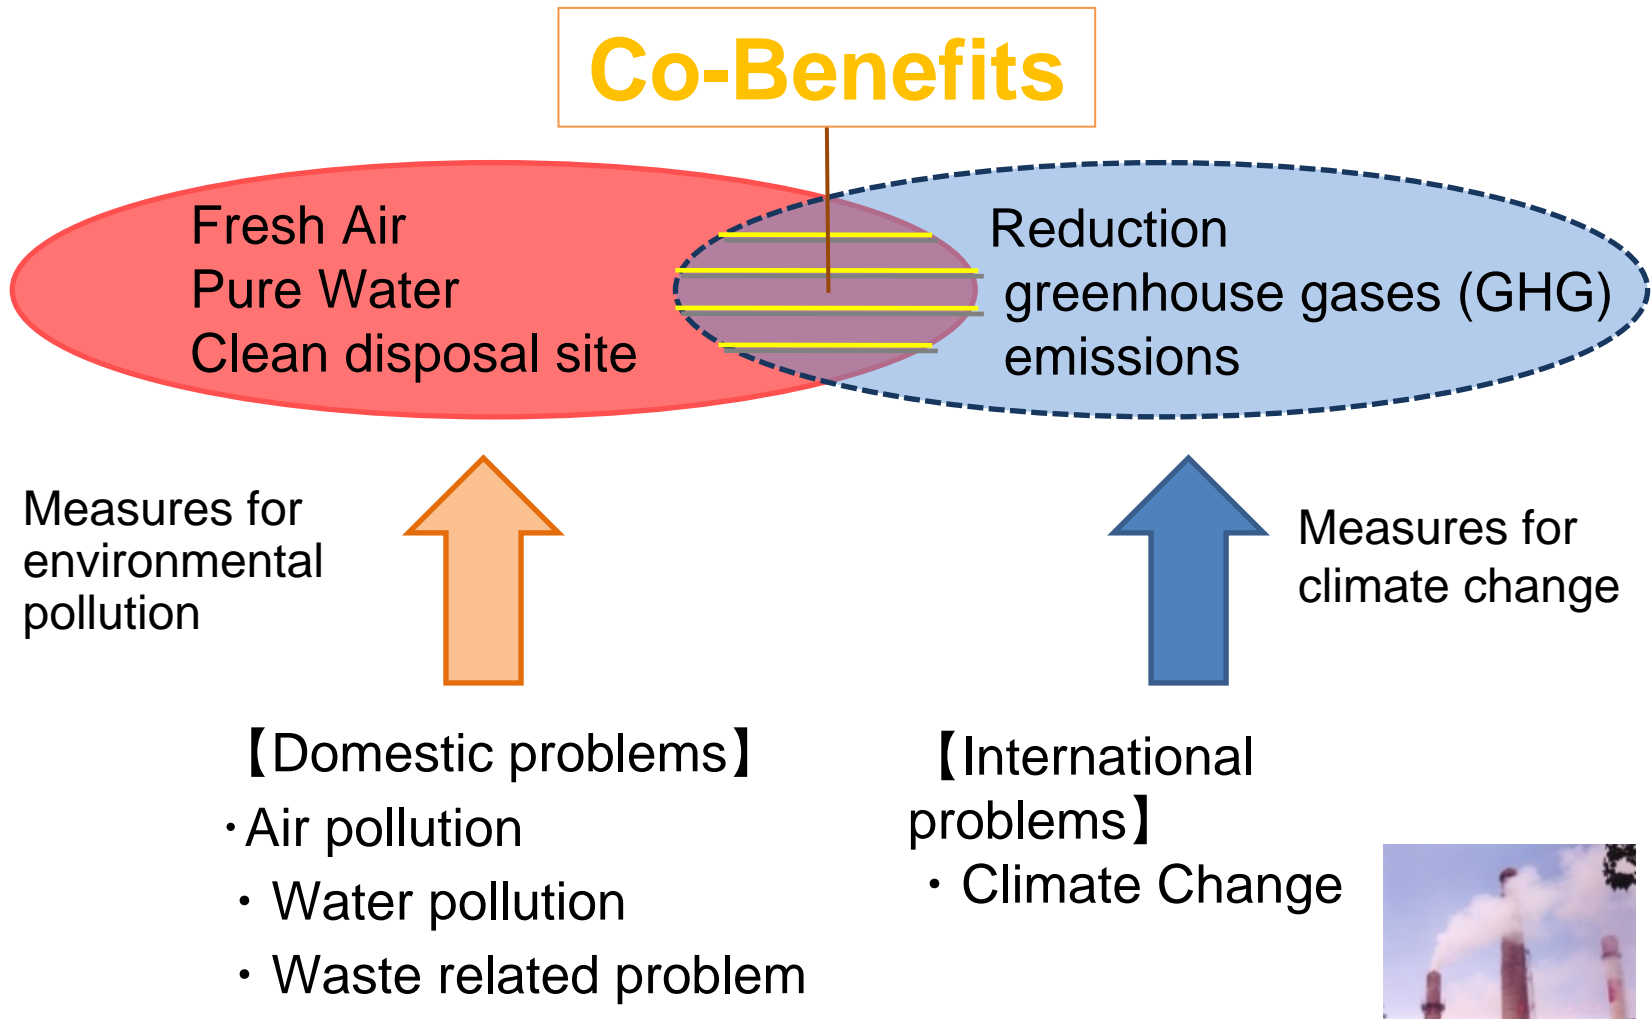 Co-Benefits
Fresh Air
Pure Water
Clean disposal site
Reduction
greenhouse gases (GHG)
emissions
Measures for
environmental
pollution
Measures for
climate change
【Domestic problems】
・Air pollution
・Water pollution
・Waste related problem
【International
problems】
・Climate Change